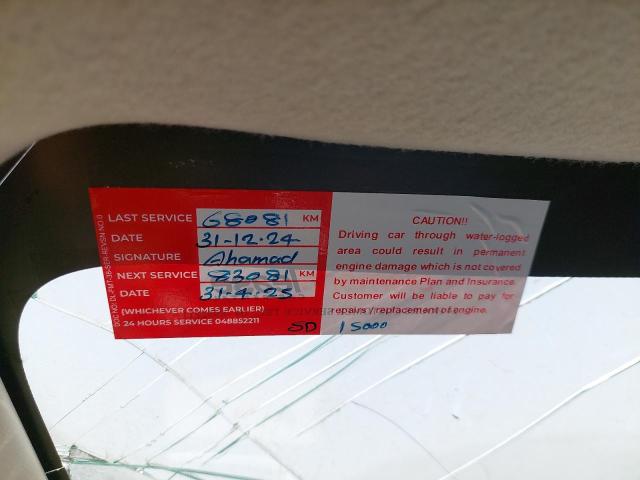 LAST SERVICE 68081 KM
DATE 31-12-24
SIGNATURE Ahamad
NEXT SERVICE 83081 KM
DATE 31-4-25
(WHICHEVER COMES EARLIER)
24 HOURS SERVICE 048852211
SD 15000
CAUTION!!
Driving car through water-logged
area could result in permanent
engine damage which is not covered
by maintenance Plan and Insurance.
Customer will be liable to pay for
repairs / replacement of engine.